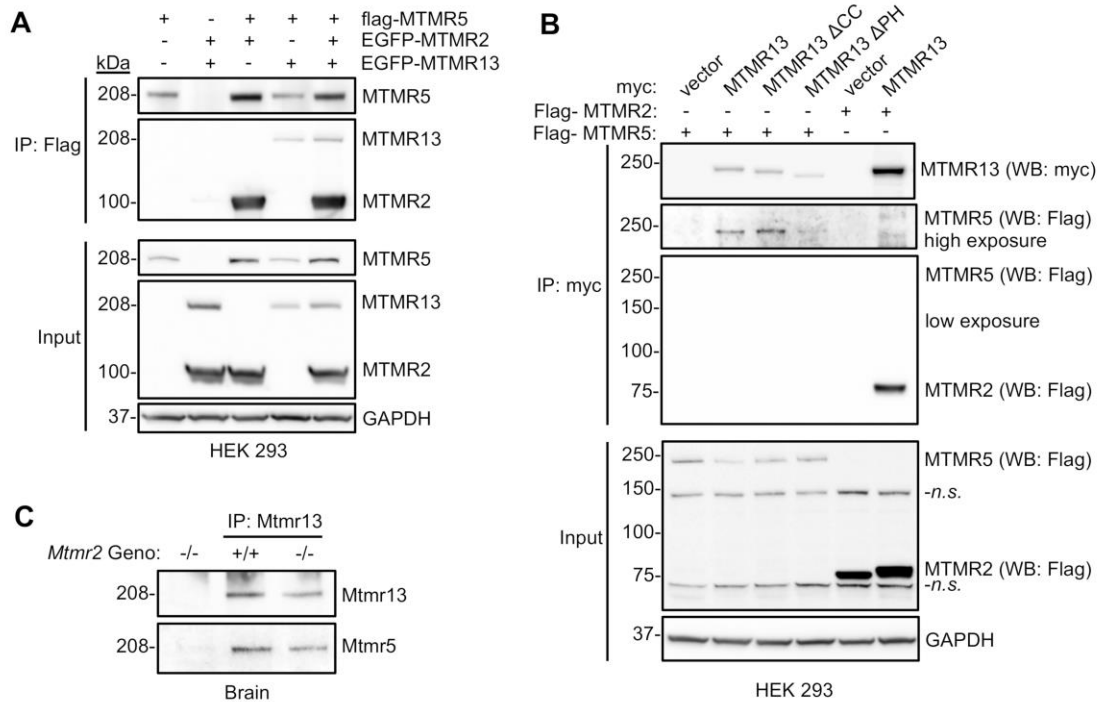 A
+ - + + + flag-MTMR5
- + + - + EGFP-MTMR2
kDa - + - + + EGFP-MTMR13
IP: Flag
208- MTMR5
208- MTMR13
100- MTMR2
Input
208- MTMR5
208- MTMR13
100- MTMR2
37- GAPDH
HEK 293
B
myc: vector MTMR13 MTMR13 ΔCC MTMR13 ΔPH vector MTMR13
Flag- MTMR2: - - - - + +
Flag- MTMR5: + + + + - -
IP: myc
250- MTMR13 (WB: myc)
250- MTMR5 (WB: Flag)
high exposure
250- MTMR5 (WB: Flag)
150-
low exposure
100-
75- MTMR2 (WB: Flag)
Input
250- MTMR5 (WB: Flag)
150- -n.s.
100-
75- MTMR2 (WB: Flag)
-n.s.
37- GAPDH
HEK 293
C
IP: Mtmr13
Mtmr2 Geno: -/- +/+ -/-
208- Mtmr13
208- Mtmr5
Brain